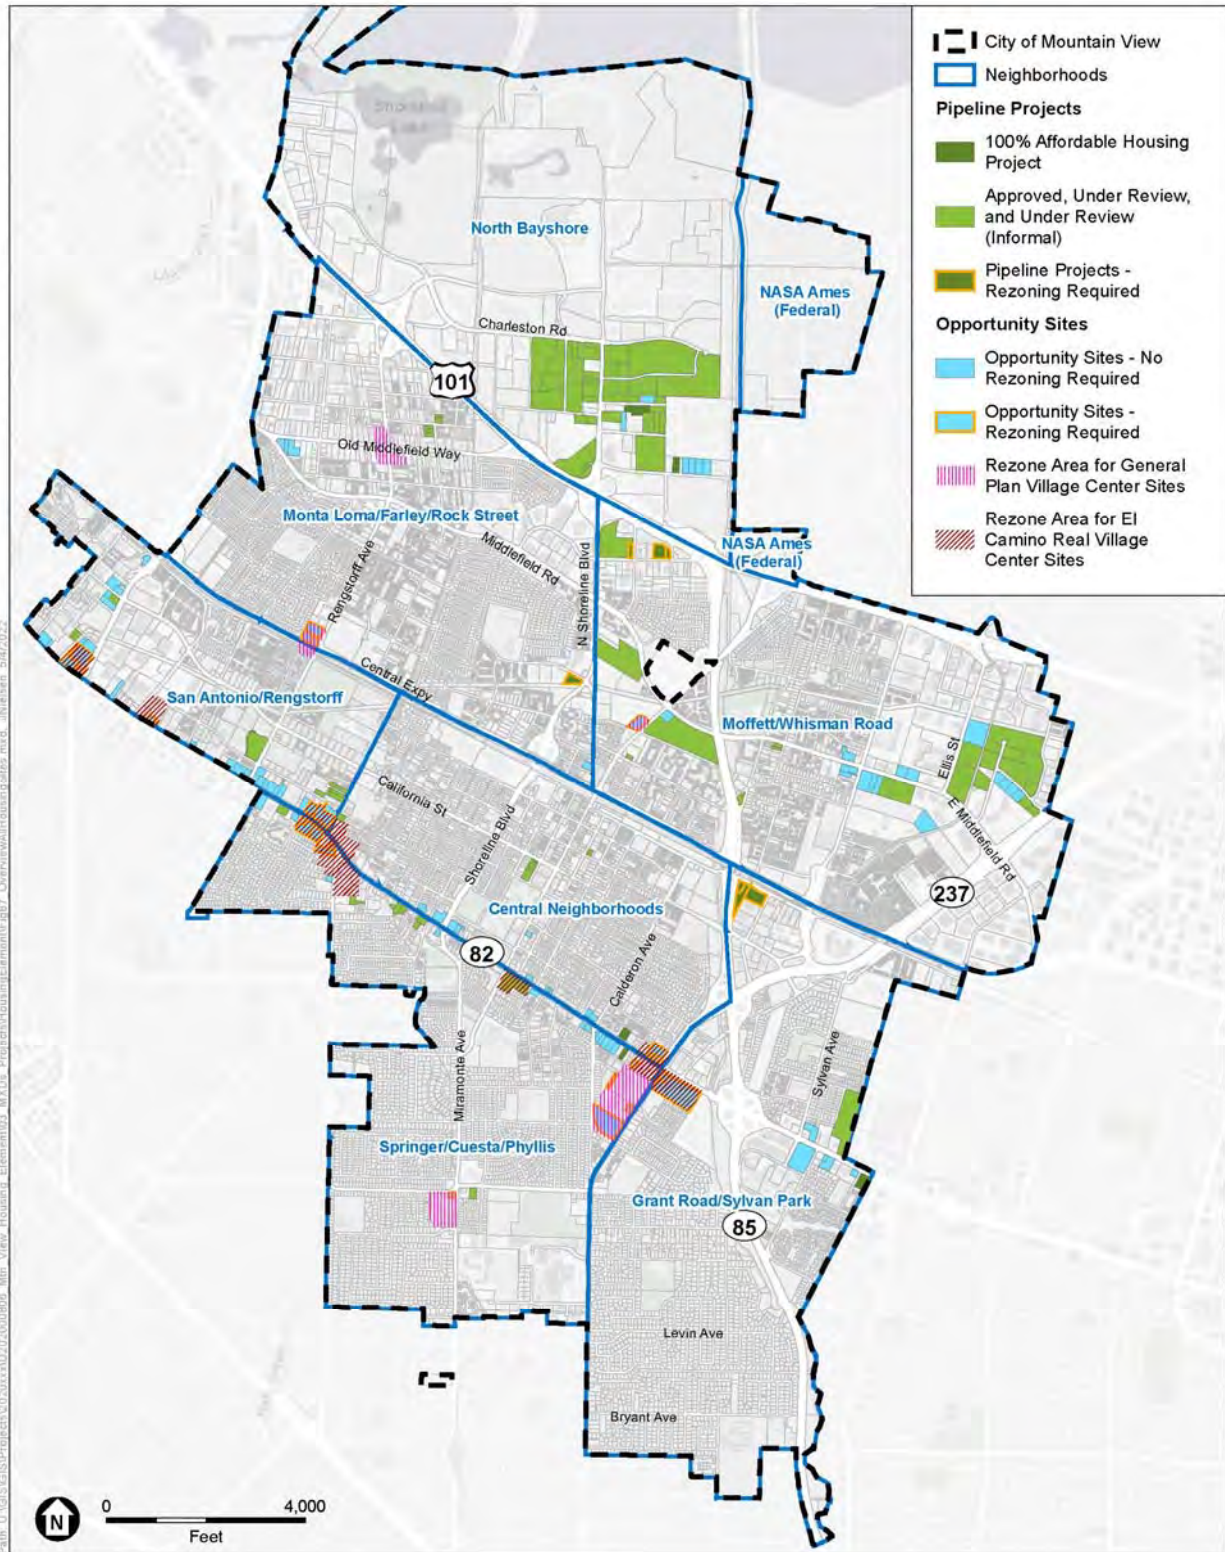 City of Mountain View
Neighborhoods
Pipeline Projects
100% Affordable Housing
Project
Approved, Under Review,
and Under Review
(Informal)
Pipeline Projects -
Rezoning Required
Opportunity Sites
Opportunity Sites - No
Rezoning Required
Opportunity Sites -
Rezoning Required
Rezone Area for General
Plan Village Center Sites
Rezone Area for El
Camino Real Village
Center Sites
North Bayshore
NASA Ames
(Federal)
Charleston Rd
101
Old Middlefield Way
Monta Loma/Farley/Rock Street
Middlefield Rd
NASA Ames
(Federal)
Rengstorff Ave
N Shoreline Blvd
Central Expy
San Antonio/Rengstorff
Moffett/Whisman Road
Ellis St
California St
Shoreline Blvd
E Middlefield Rd
237
Central Neighborhoods
82
Calderon Ave
Sylvan Ave
Miramonte Ave
Springer/Cuesta/Phyllis
Grant Road/Sylvan Park
85
Levin Ave
Bryant Ave
N
0 4,000
Feet